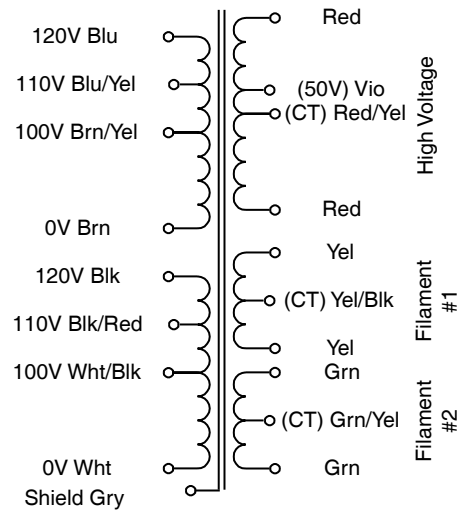 120V Blu
110V Blu/Yel
100V Brn/Yel
0V Brn
120V Blk
110V Blk/Red
100V Wht/Blk
0V Wht
Shield Gry
Red
(50V) Vio
(CT) Red/Yel
Red
High Voltage
Yel
(CT) Yel/Blk
Yel
Filament
#1
Grn
(CT) Grn/Yel
Grn
Filament
#2